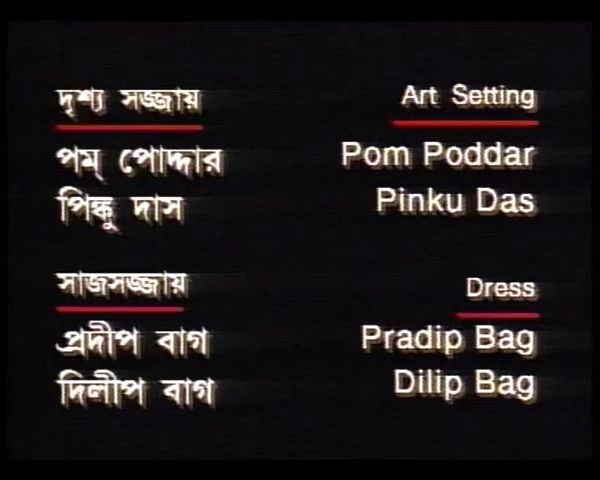 দৃশ্য সজ্জায় Art Setting
পম্ পোদ্দার Pom Poddar
পিঙ্কু দাস Pinku Das
সাজসজ্জায় Dress
প্রদীপ বাগ Pradip Bag
দিলীপ বাগ Dilip Bag